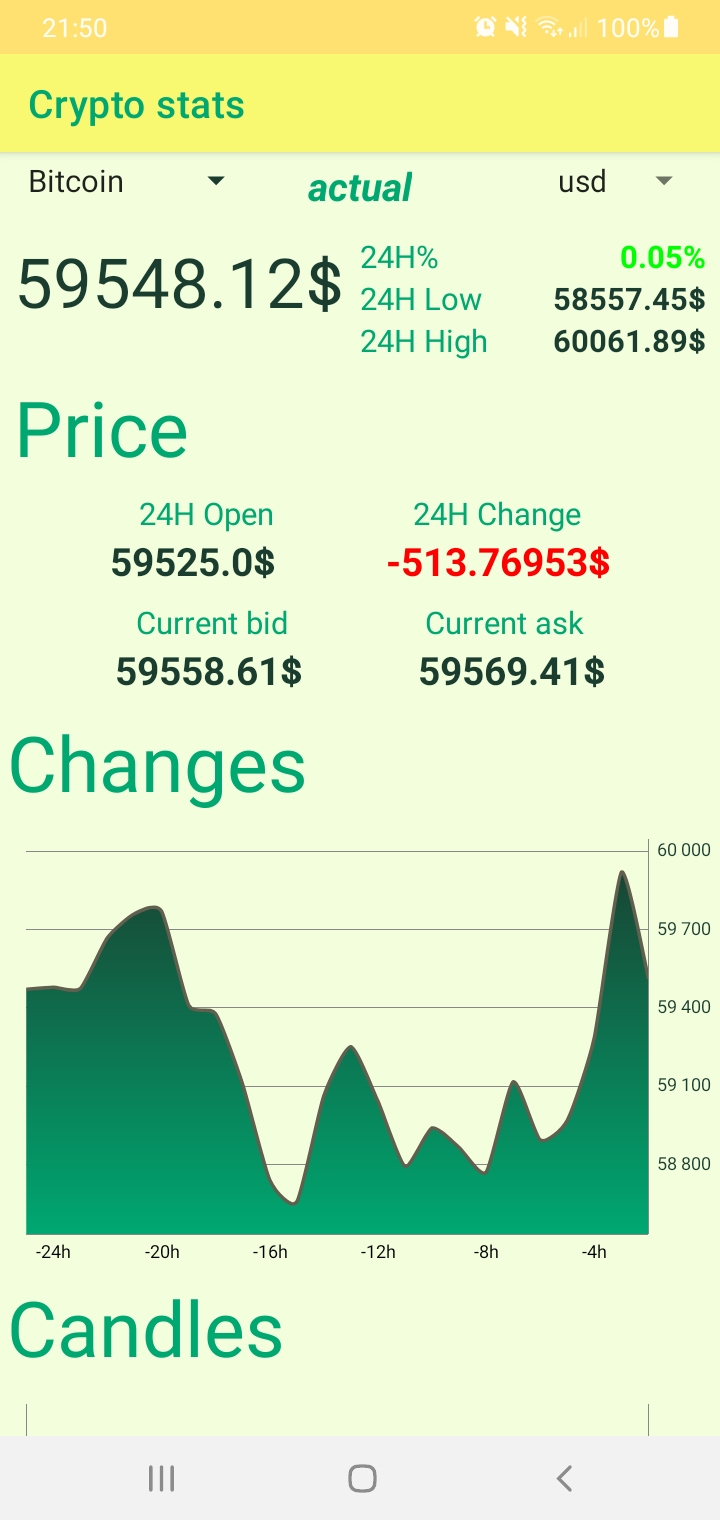 21:50 100%
Crypto stats
Bitcoin actual usd
59548.12$
24H% 0.05%
24H Low 58557.45$
24H High 60061.89$
Price
24H Open 24H Change
59525.0$ -513.76953$
Current bid Current ask
59558.61$ 59569.41$
Changes
60 000
59 700
59 400
59 100
58 800
-24h -20h -16h -12h -8h -4h
Candles